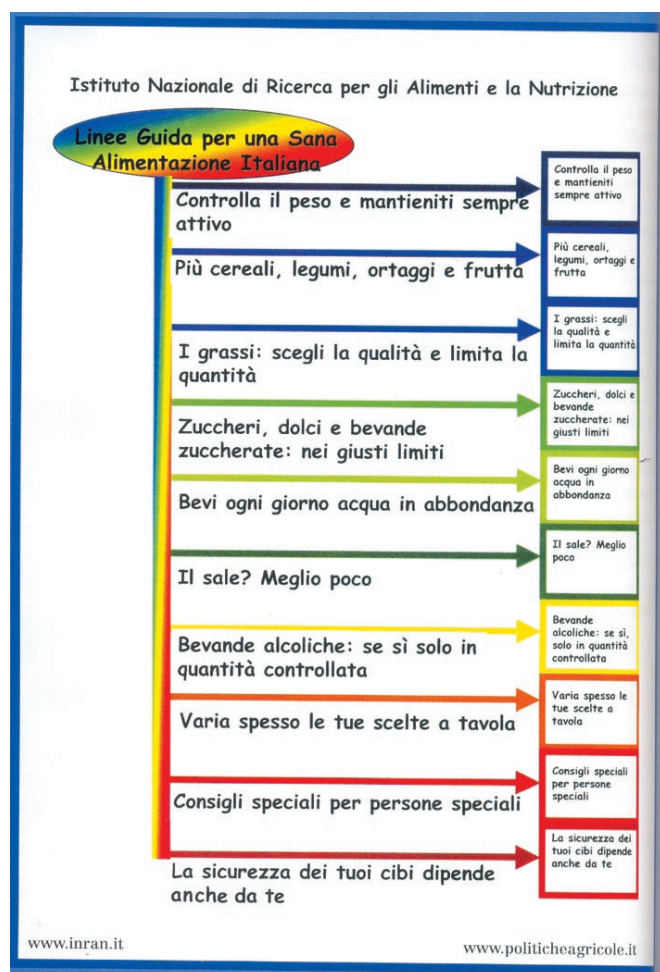 Istituto Nazionale di Ricerca per gli Alimenti e la Nutrizione
Linee Guida per una Sana
Alimentazione Italiana
Controlla il peso e mantieniti sempre
attivo
Controlla il peso
e mantieniti
sempre attivo
Più cereali, legumi, ortaggi e frutta
Più cereali,
legumi, ortaggi e
frutta
I grassi: scegli la qualità e limita la
quantità
I grassi: scegli
la qualità e
limita la quantità
Zuccheri, dolci e bevande
zuccherate: nei giusti limiti
Zuccheri, dolci e
bevande
zuccherate: nei
giusti limiti
Bevi ogni giorno acqua in abbondanza
Bevi ogni giorno
acqua in
abbondanza
Il sale? Meglio poco
Il sale? Meglio
poco
Bevande alcoliche: se sì solo in
quantità controllata
Bevande
alcoliche: se sì,
solo in quantità
controllata
Varia spesso le tue scelte a tavola
Varia spesso le
tue scelte a
tavola
Consigli speciali per persone speciali
Consigli speciali
per persone
speciali
La sicurezza dei tuoi cibi dipende
anche da te
La sicurezza dei
tuoi cibi dipende
anche da te
www.inran.it
www.politicheagricole.it